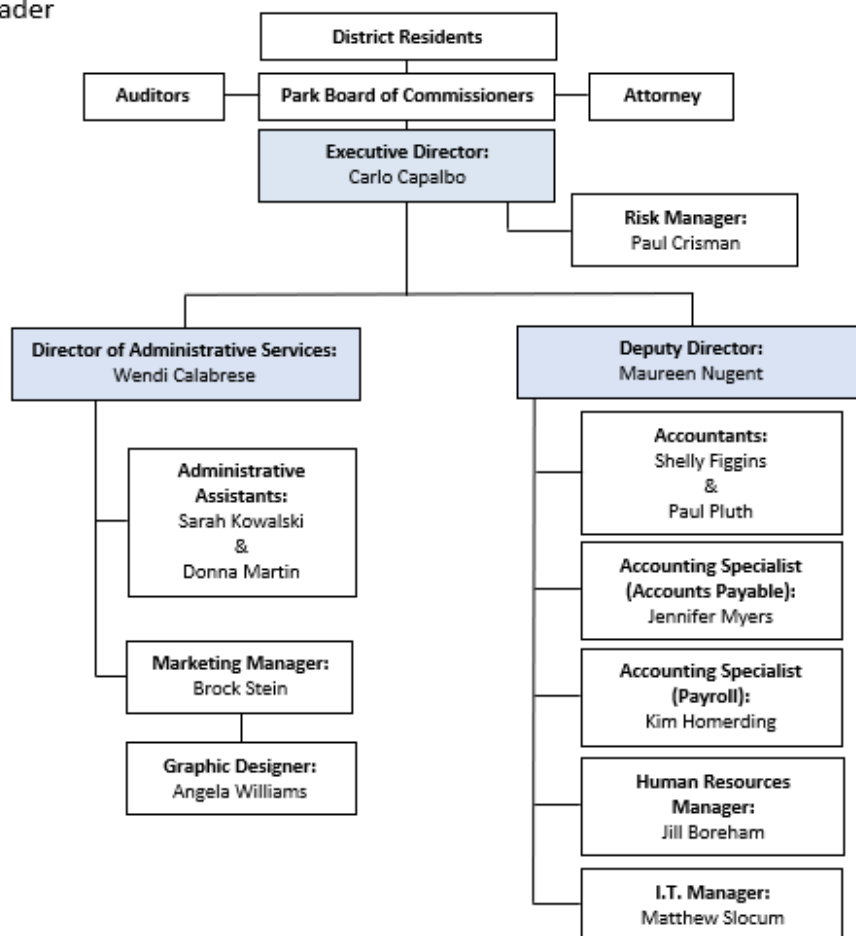 ader
District Residents
Auditors
Park Board of Commissioners
Attorney
Executive Director:
Carlo Capalbo
Risk Manager:
Paul Crisman
Director of Administrative Services:
Wendi Calabrese
Deputy Director:
Maureen Nugent
Administrative
Assistants:
Sarah Kowalski
&
Donna Martin
Marketing Manager:
Brock Stein
Graphic Designer:
Angela Williams
Accountants:
Shelly Figgins
&
Paul Pluth
Accounting Specialist
(Accounts Payable):
Jennifer Myers
Accounting Specialist
(Payroll):
Kim Homerding
Human Resources
Manager:
Jill Boreham
I.T. Manager:
Matthew Slocum